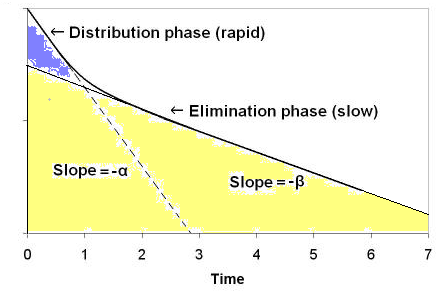 ← Distribution phase (rapid)
← Elimination phase (slow)
Slope=-α
Slope=-β
0 1 2 3 4 5 6 7
Time